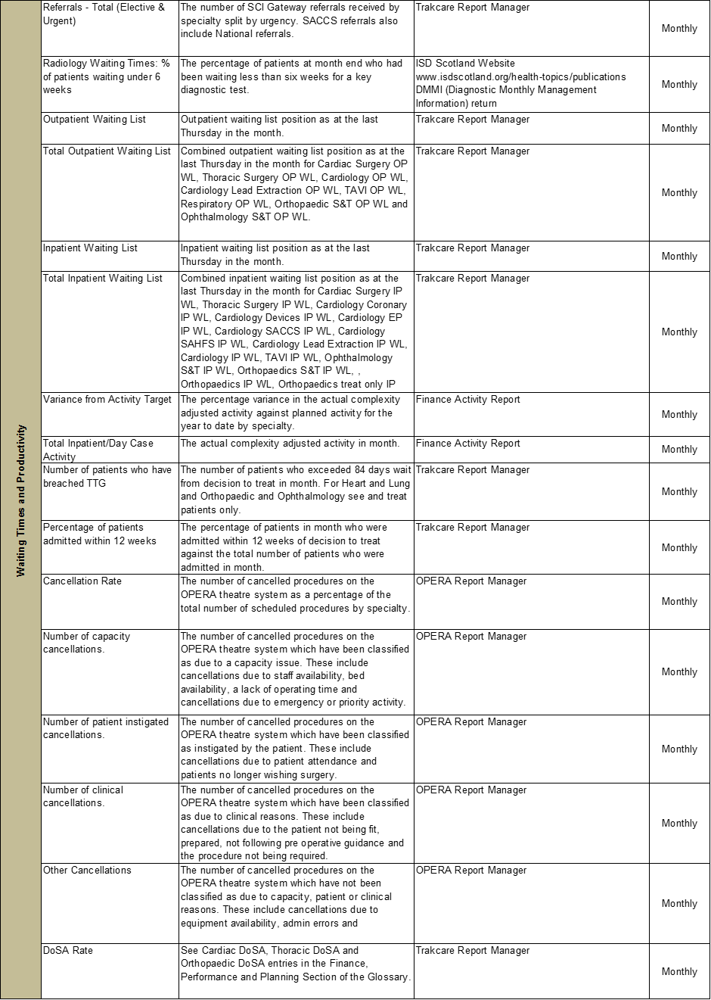 Waiting Times and Productivity
Referrals - Total (Elective &
Urgent)
The number of SCI Gateway referrals received by
specialty split by urgency. SACCS referrals also
include National referrals.
Trakcare Report Manager
Monthly
Radiology Waiting Times: %
of patients waiting under 6
weeks
The percentage of patients at month end who had
been waiting less than six weeks for a key
diagnostic test.
ISD Scotland Website
www.isdscotland.org/health-topics/publications
DMMI (Diagnostic Monthly Management
Information) return
Monthly
Outpatient Waiting List
Outpatient waiting list position as at the last
Thursday in the month.
Trakcare Report Manager
Monthly
Total Outpatient Waiting List
Combined outpatient waiting list position as at the
last Thursday in the month for Cardiac Surgery OP
WL, Thoracic Surgery OP WL, Cardiology OP WL,
Cardiology Lead Extraction OP WL, TAVI OP WL,
Respiratory OP WL, Orthopaedic S&T OP WL and
Ophthalmology S&T OP WL.
Trakcare Report Manager
Monthly
Inpatient Waiting List
Inpatient waiting list position as at the last
Thursday in the month.
Trakcare Report Manager
Monthly
Total Inpatient Waiting List
Combined inpatient waiting list position as at the
last Thursday in the month for Cardiac Surgery IP
WL, Thoracic Surgery IP WL, Cardiology Coronary
IP WL, Cardiology Devices IP WL, Cardiology EP
IP WL, Cardiology SACCS IP WL, Cardiology
SAHFS IP WL, Cardiology Lead Extraction IP WL,
Cardiology IP WL, TAVI IP WL, Ophthalmology
S&T IP WL, Orthopaedics S&T IP WL, ,
Orthopaedics IP WL, Orthopaedics treat only IP
Trakcare Report Manager
Monthly
Variance from Activity Target
The percentage variance in the actual complexity
adjusted activity against planned activity for the
year to date by specialty.
Finance Activity Report
Monthly
Total Inpatient/Day Case
Activity
The actual complexity adjusted activity in month.
Finance Activity Report
Monthly
Number of patients who have
breached TTG
The number of patients who exceeded 84 days wait
from decision to treat in month. For Heart and Lung
and Orthopaedic and Ophthalmology see and treat
patients only.
Trakcare Report Manager
Monthly
Percentage of patients
admitted within 12 weeks
The percentage of patients in month who were
admitted within 12 weeks of decision to treat
against the total number of patients who were
admitted in month.
Trakcare Report Manager
Monthly
Cancellation Rate
The number of cancelled procedures on the
OPERA theatre system as a percentage of the
total number of scheduled procedures by specialty.
OPERA Report Manager
Monthly
Number of capacity
cancellations.
The number of cancelled procedures on the
OPERA theatre system which have been classified
as due to a capacity issue. These include
cancellations due to staff availability, bed
availability, a lack of operating time and
cancellations due to emergency or priority activity.
OPERA Report Manager
Monthly
Number of patient instigated
cancellations.
The number of cancelled procedures on the
OPERA theatre system which have been classified
as instigated by the patient. These include
cancellations due to patient attendance and
patients no longer wishing surgery.
OPERA Report Manager
Monthly
Number of clinical
cancellations.
The number of cancelled procedures on the
OPERA theatre system which have been classified
as due to clinical reasons. These include
cancellations due to the patient not being fit,
prepared, not following pre operative guidance and
the procedure not being required.
OPERA Report Manager
Monthly
Other Cancellations
The number of cancelled procedures on the
OPERA theatre system which have not been
classified as due to capacity, patient or clinical
reasons. These include cancellations due to
equipment availability, admin errors and
OPERA Report Manager
Monthly
DoSA Rate
See Cardiac DoSA, Thoracic DoSA and
Orthopaedic DoSA entries in the Finance,
Performance and Planning Section of the Glossary.
Trakcare Report Manager
Monthly